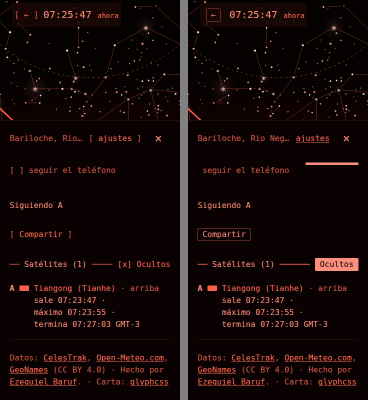 [ ← ] 07:25:47 ahora
Bariloche, Rio… [ ajustes ] ×
[ ] seguir el teléfono
Siguiendo A
[ Compartir ]
Satélites (1) [x] Ocultos
A Tiangong (Tianhe) · arriba
sale 07:23:47 ·
máximo 07:23:55 ·
termina 07:27:03 GMT-3
Datos: CelesTrak, Open-Meteo.com,
GeoNames (CC BY 4.0) · Hecho por
Ezequiel Baruf. · Carta: glyphcss
← 07:25:47 ahora
Bariloche, Rio Neg… ajustes ×
seguir el teléfono
Siguiendo A
Compartir
Satélites (1) Ocultos
A Tiangong (Tianhe) · arriba
sale 07:23:47 ·
máximo 07:23:55 ·
termina 07:27:03 GMT-3
Datos: CelesTrak, Open-Meteo.com,
GeoNames (CC BY 4.0) · Hecho por
Ezequiel Baruf. · Carta: glyphcss